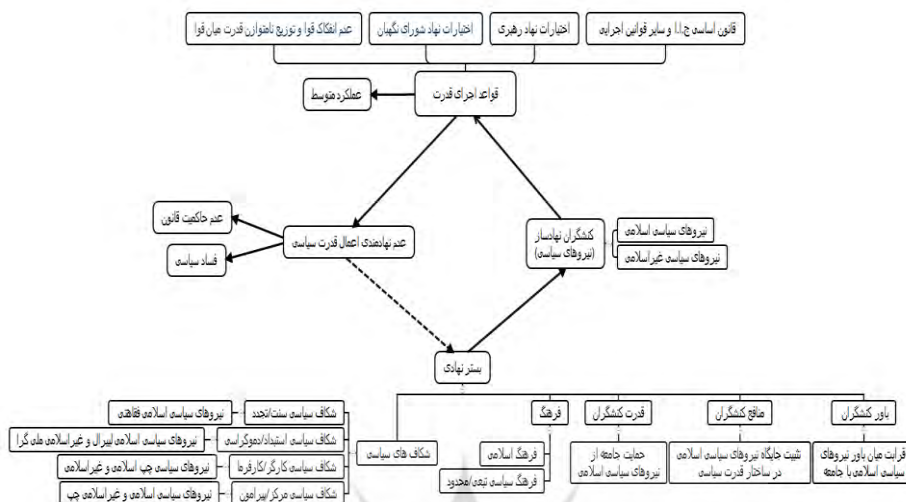 قانون اساسی ج.ا.ا و سایر قوانین اجرایی
اختیارات نهاد رهبری
اختیارات نهاد شورای نگهبان
عدم انفکاک قوا و توزیع نامتوازن قدرت میان قوا
قواعد اجرای قدرت
عملکرد متوسط
عدم حاکمیت قانون
فساد سیاسی
عدم نهادمندی اعمال قدرت سیاسی
کنشگران نهادساز
(نیروهای سیاسی)
نیروهای سیاسی اسلامی
نیروهای سیاسی غیراسلامی
بستر نهادی
باور کنشگران
منافع کنشگران
قدرت کنشگران
فرهنگ
شکاف های سیاسی
قرابت میان باور نیروهای
سیاسی اسلامی با جامعه
تثبیت جایگاه نیروهای سیاسی اسلامی
در ساختار قدرت سیاسی
حمایت جامعه از
نیروهای سیاسی اسلامی
فرهنگ اسلامی
فرهنگ سیاسی تبعی/محدود
شکاف سیاسی سنت/تجدد
نیروهای سیاسی اسلامی فقاهتی
شکاف سیاسی استبداد/دموکراسی
نیروهای سیاسی اسلامی لیبرال و غیراسلامی ملی گرا
شکاف سیاسی کارگر/کارفرما
نیروهای سیاسی چپ اسلامی و غیراسلامی
شکاف سیاسی مرکز/پیرامون
نیروهای سیاسی اسلامی و غیراسلامی چپ